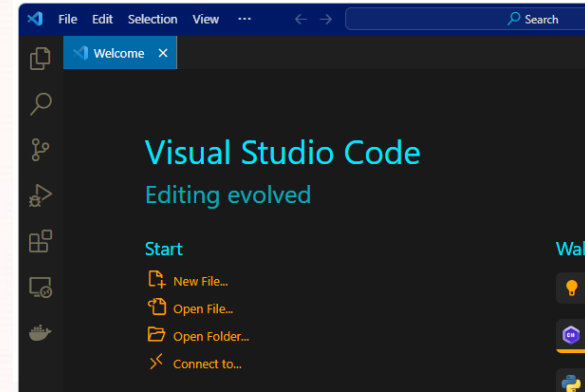 File Edit Selection View ··· Search
Welcome
Visual Studio Code
Editing evolved
Start
New File...
Open File...
Open Folder...
Connect to...
Wal